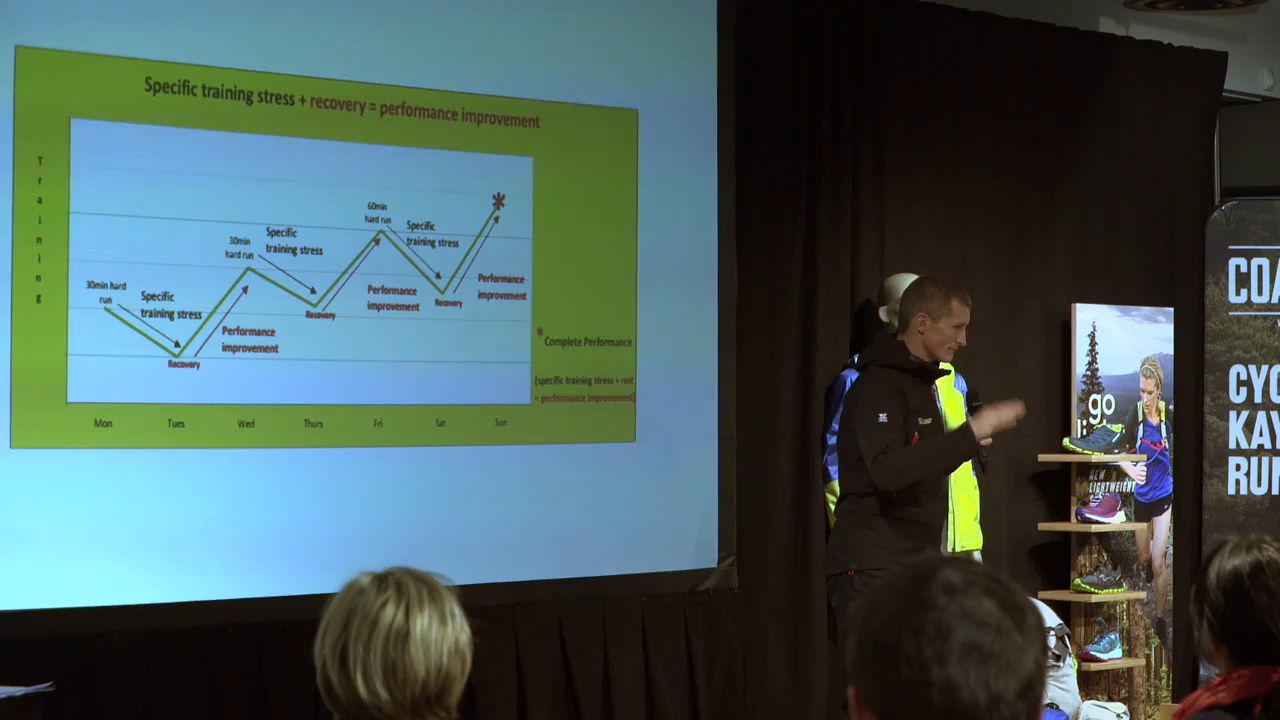 Specific training stress + recovery = performance improvement
Training
30min hard
run
Specific
training stress
Recovery
Performance
improvement
30min
hard run
Specific
training stress
Recovery
Performance
improvement
60min
hard run
Specific
training stress
Recovery
Performance
improvement
* Complete Performance
(specific training stress + rest
= performance improvement)
Mon Tues Wed Thurs Fri Sat Sun
go
NEW
LIGHTWEIGHT
COA
CYC
KAY
RUN